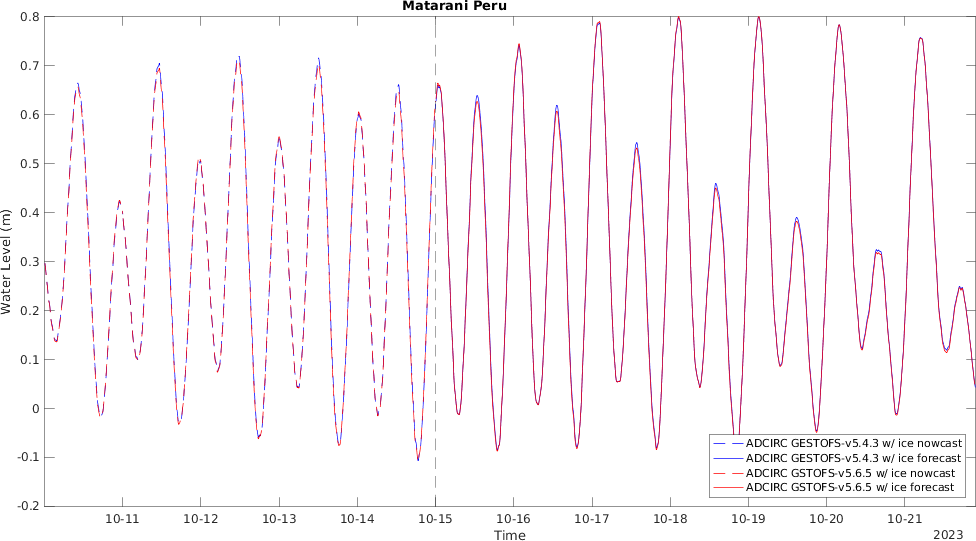 Matarani Peru
0.8
0.7
0.6
0.5
0.4
0.3
0.2
0.1
0
-0.1
-0.2
Water Level (m)
ADCIRC GESTOFS-v5.4.3 w/ ice nowcast
ADCIRC GESTOFS-v5.4.3 w/ ice forecast
ADCIRC GSTOFS-v5.6.5 w/ ice nowcast
ADCIRC GSTOFS-v5.6.5 w/ ice forecast
10-11 10-12 10-13 10-14 10-15 10-16 10-17 10-18 10-19 10-20 10-21
Time
2023